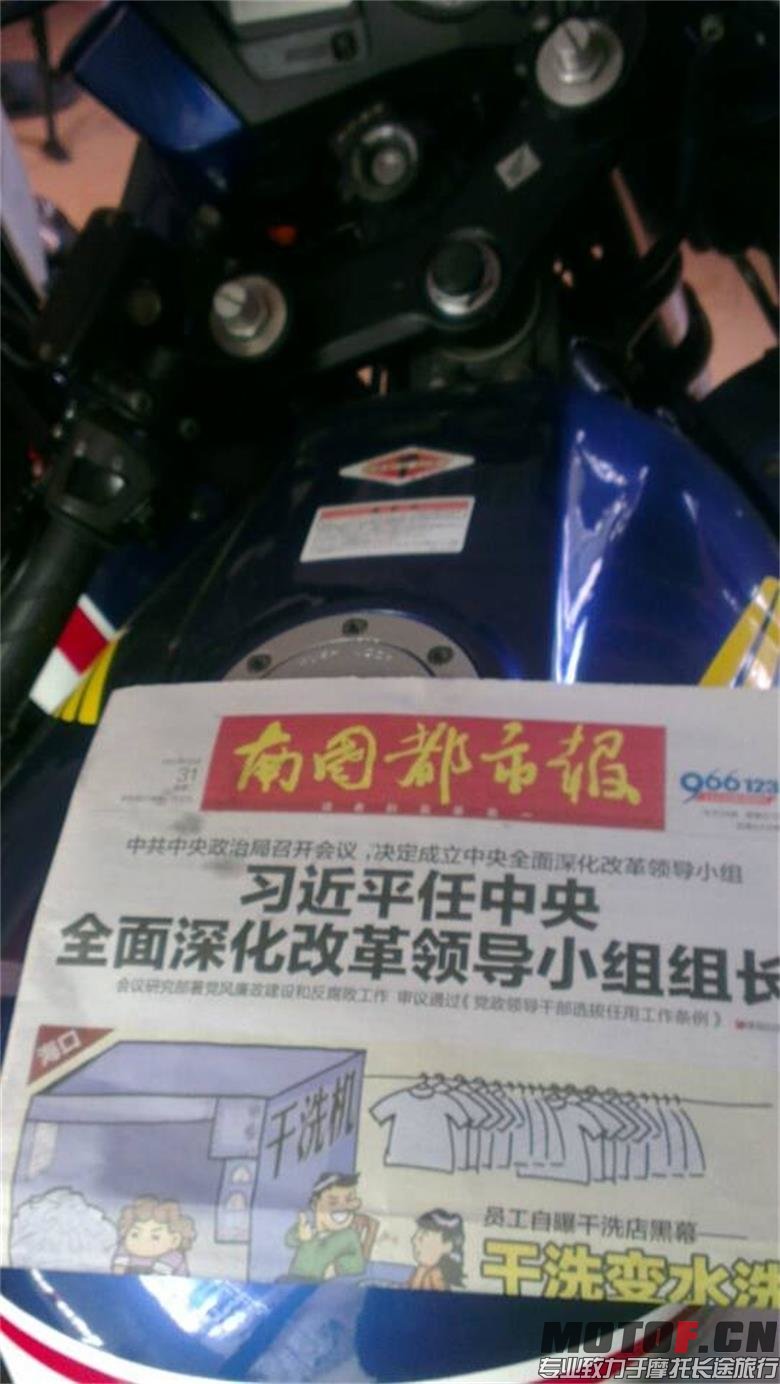 31
南国都市报
966123
中共中央政治局召开会议,决定成立中央全面深化改革领导小组
习近平任中央
全面深化改革领导小组组长
会议研究部署党风廉政建设和反腐败工作 审议通过《党政领导干部选拔任用工作条例》
海口
干洗机
员工自曝干洗店黑幕
干洗变水洗
MOTOF.CN
专业致力于摩托长途旅行